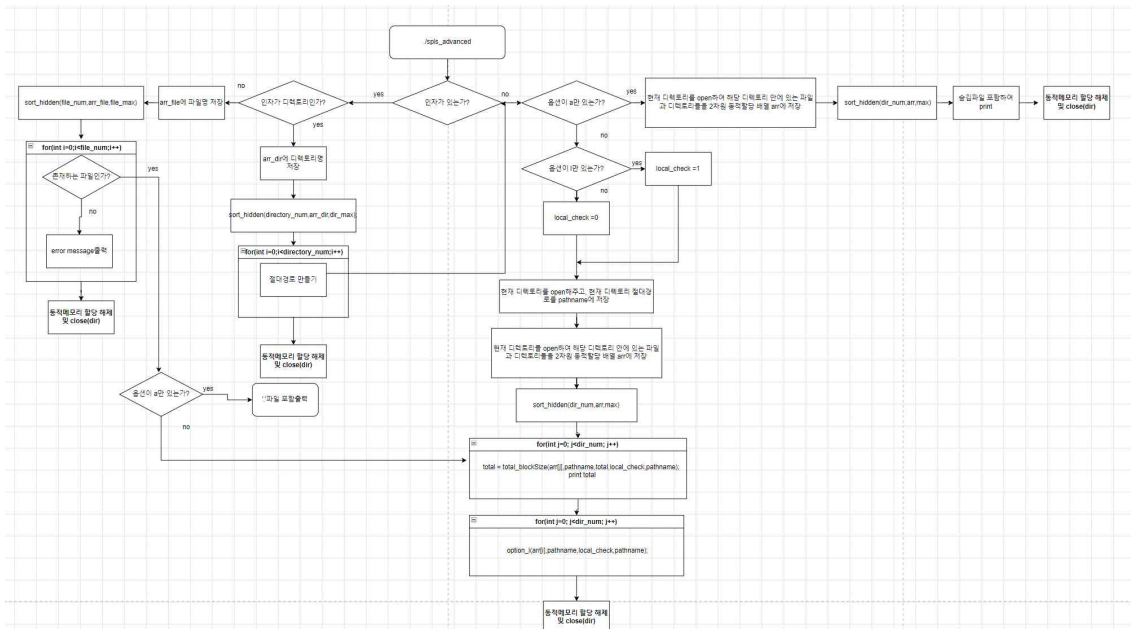 /spls_advanced
인자가 있는가?
yes
no
인자가 디렉토리인가?
no
yes
arr_file에 파일명 저장
sort_hidden(file_num,arr_file,file_max)
for(int i=0;i<file_num;i++)
존재하는 파일인가?
yes
no
error message출력
동적메모리 할당 해제
및 close(dir)
arr_dir에 디렉토리명
저장
sort_hidden(directory_num,arr_dir,dir_max);
for(int i=0;i<directory_num;i++)
절대경로 만들기
동적메모리 할당 해제
및 close(dir)
옵션이 a만 있는가?
yes
no
'.'파일 포함출력
옵션이 a만 있는가?
yes
no
현재 디렉토리를 open하여 해당 디렉토리 안에 있는 파일
과 디렉토리들을 2차원 동적할당 배열 arr에 저장
sort_hidden(dir_num,arr,max)
숨김파일 포함하여
print
동적메모리 할당 해제
및 close(dir)
옵션이 l만 있는가?
yes
no
local_check =1
local_check =0
현재 디렉토리를 open해주고, 현재 디렉토리 절대경
로를 pathname에 저장
현재 디렉토리를 open하여 해당 디렉토리 안에 있는 파일
과 디렉토리들을 2차원 동적할당 배열 arr에 저장
sort_hidden(dir_num,arr,max)
for(int j=0; j<dir_num; j++)
total = total_blockSize(arr[j],pathname,total,local_check,pathname);
print total
for(int j=0; j<dir_num; j++)
option_l(arr[j],pathname,local_check,pathname);
동적메모리 할당 해제
및 close(dir)